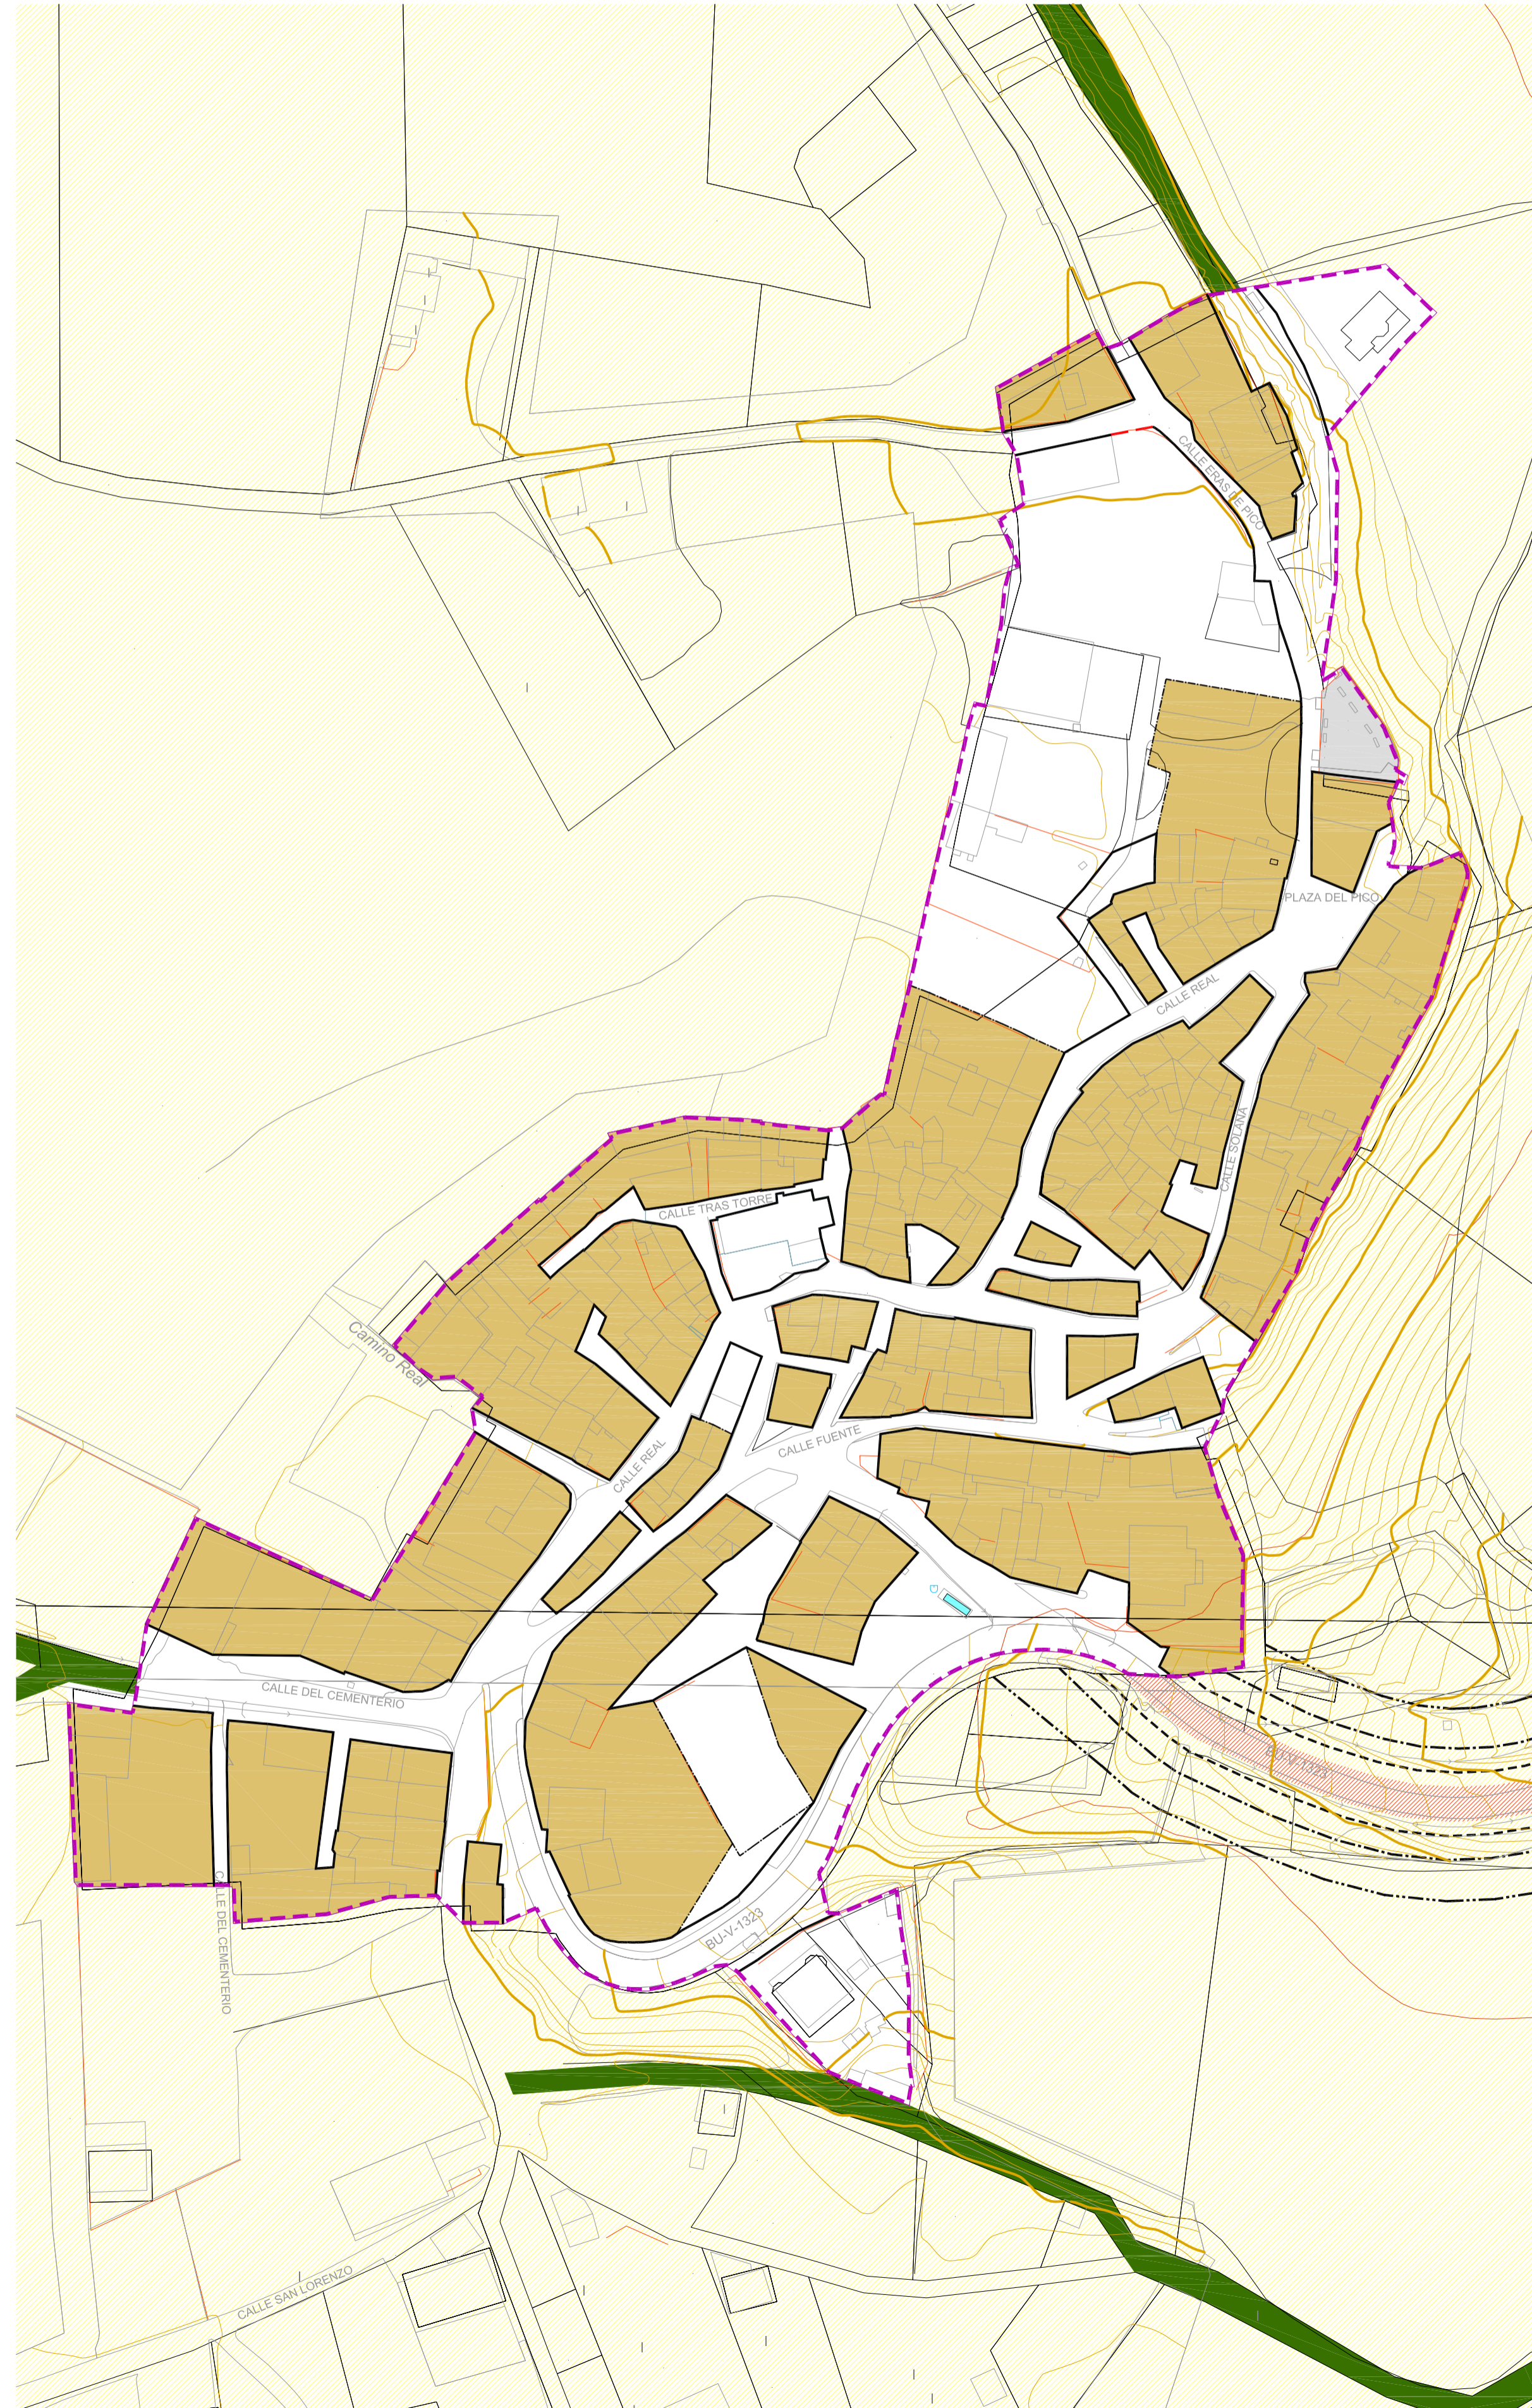 CALLE ERAS DE PICO
PLAZA DEL PICO
CALLE REAL
CALLE SOLANA
CALLE TRAS TORRE
Camino Real
CALLE FUENTE
CALLE REAL
CALLE DEL CEMENTERIO
BU-V-1323
CALLE DEL CEMENTERIO
BU-V-1323
CALLE SAN LORENZO